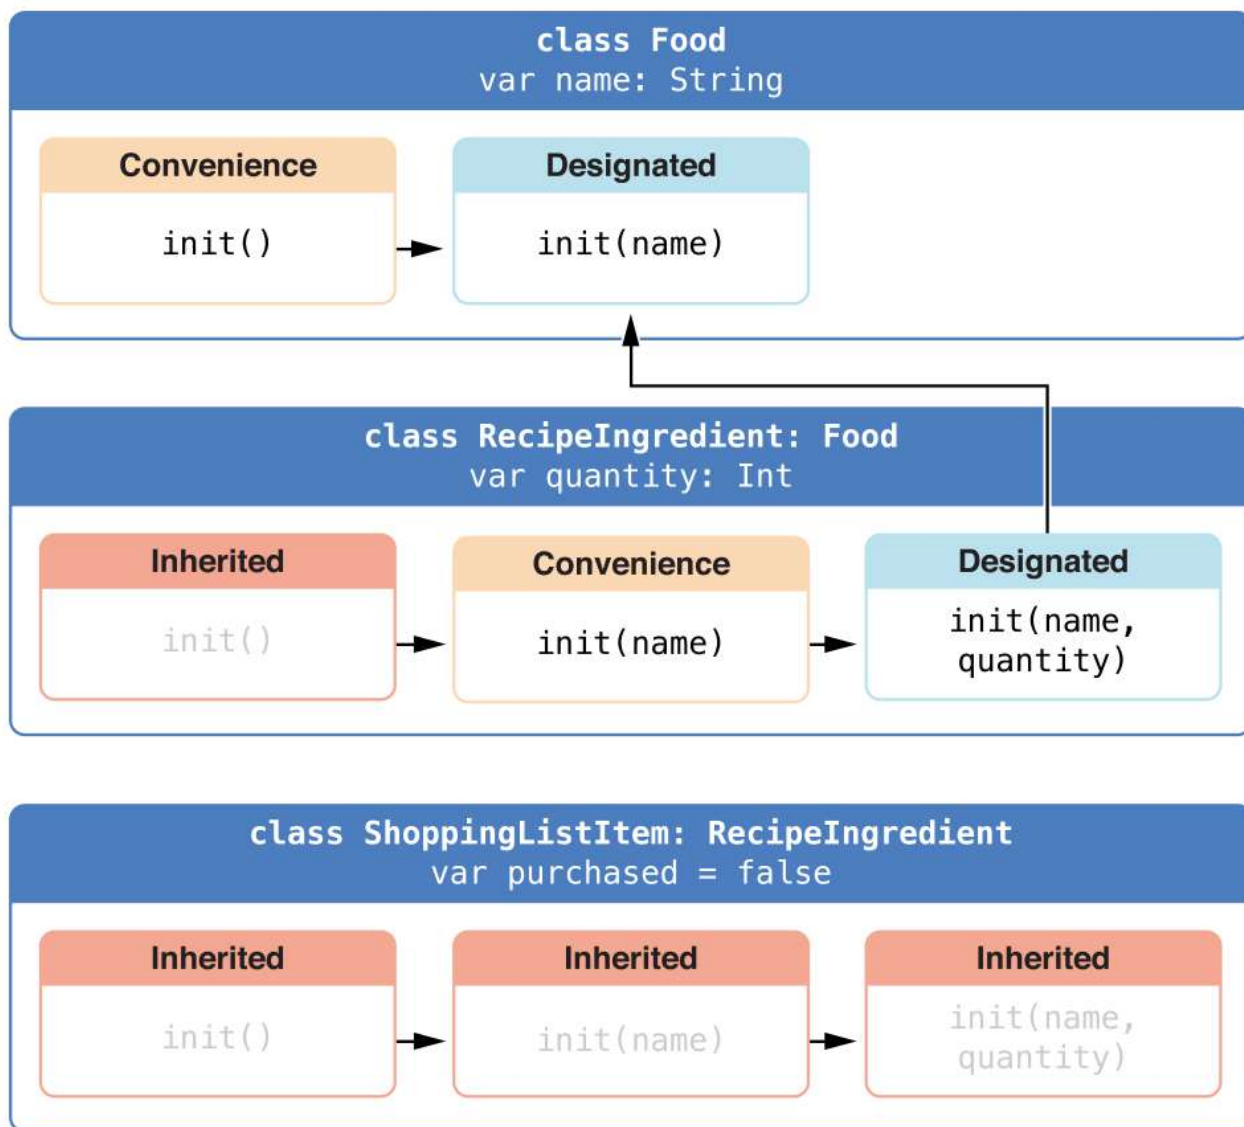 class Food
var name: String
Convenience
Designated
init()
init(name)
class RecipeIngredient: Food
var quantity: Int
Inherited
Convenience
Designated
init()
init(name)
init(name,
quantity)
class ShoppingListItem: RecipeIngredient
var purchased = false
Inherited
Inherited
Inherited
init()
init(name)
init(name,
quantity)